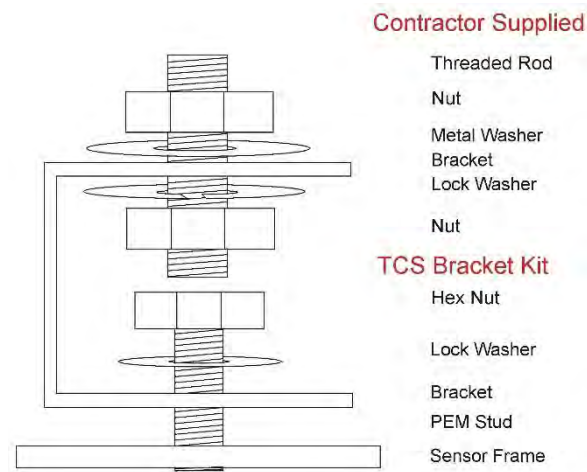 Contractor Supplied
Threaded Rod
Nut
Metal Washer
Bracket
Lock Washer
Nut
TCS Bracket Kit
Hex Nut
Lock Washer
Bracket
PEM Stud
Sensor Frame